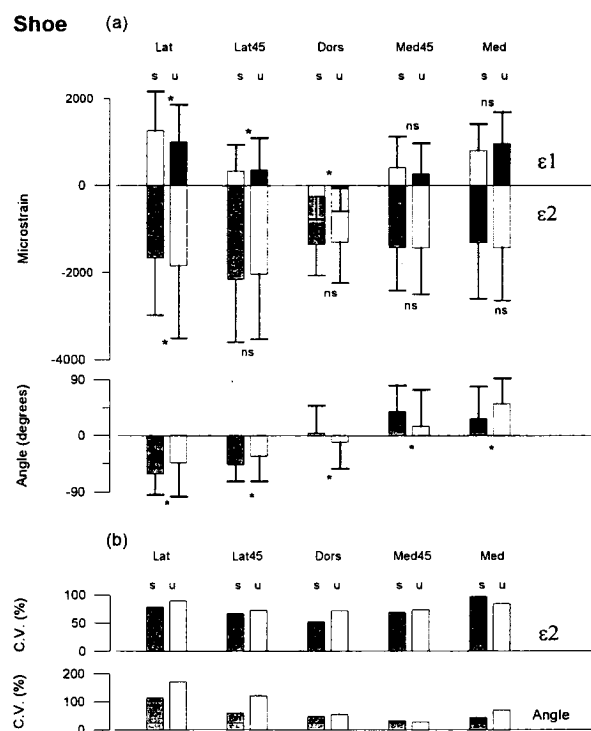 Shoe (a)
Lat Lat45 Dors Med45 Med
s u s u s u s u s u
2000
0
-2000
-4000
Microstrain
* * * ns ns
ε1
ε2
* ns ns ns ns
90
0
-90
Angle (degrees)
* * * * *
(b)
Lat Lat45 Dors Med45 Med
s u s u s u s u s u
100
50
0
C.V. (%)
ε2
200
100
0
C.V. (%)
Angle